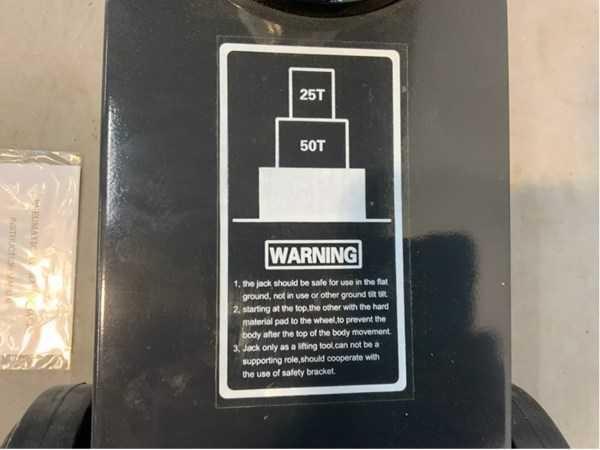 25T
50T
WARNING
1, the jack should be safe for use in the flat
ground, not in use or other ground tilt tilt.
2, starting at the top,the other with the hard
material pad to the wheel,to prevent the
body after the top of the body movement.
3, Jack only as a lifting tool,can not be a
supporting role,should cooperate with
the use of safety bracket.